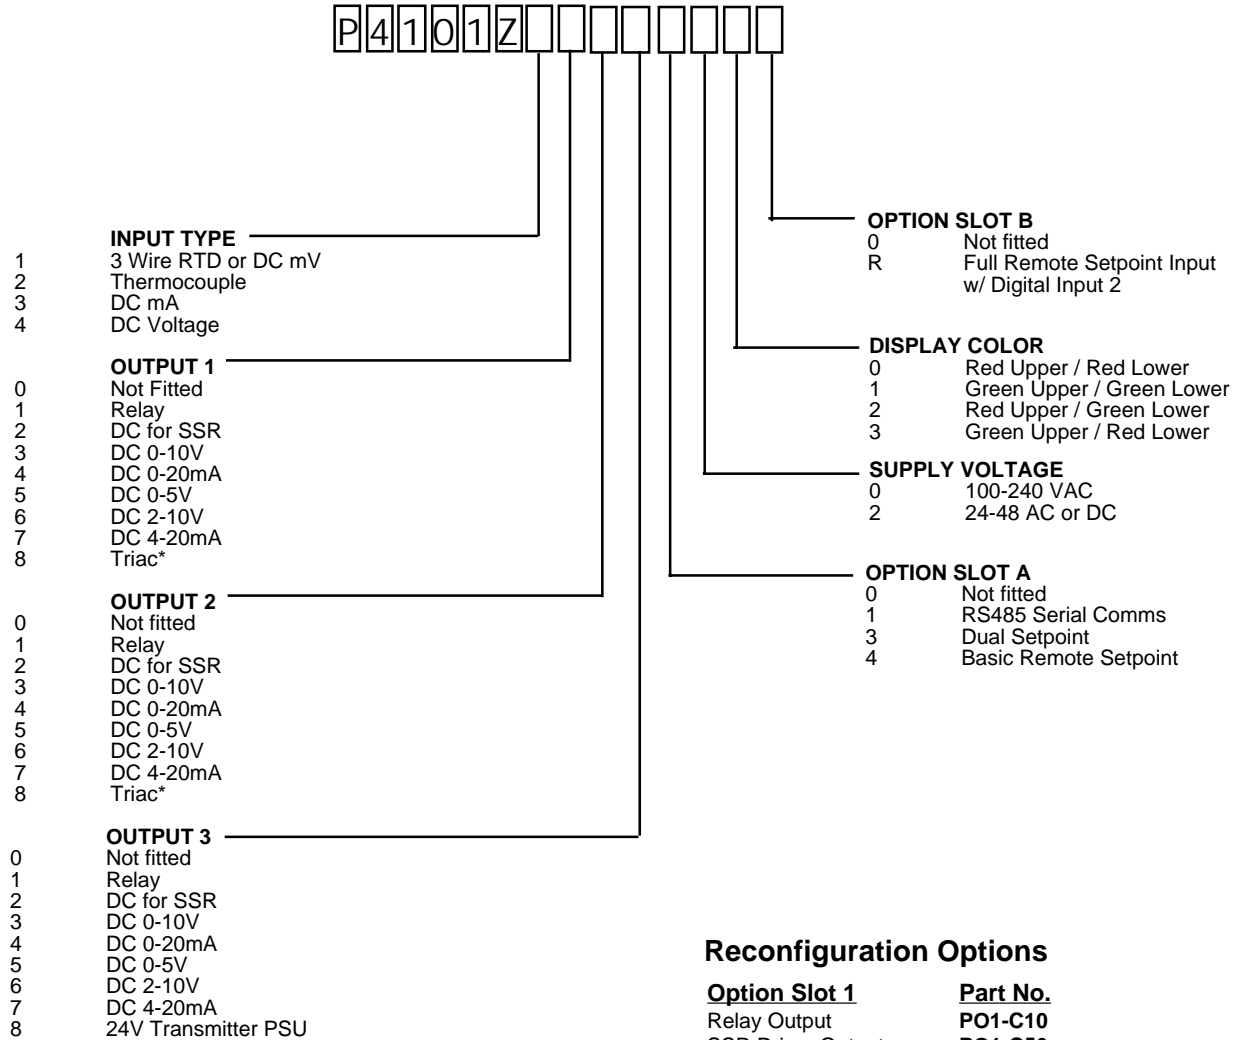 P4101Z
INPUT TYPE
1 3 Wire RTD or DC mV
2 Thermocouple
3 DC mA
4 DC Voltage
OUTPUT 1
0 Not Fitted
1 Relay
2 DC for SSR
3 DC 0-10V
4 DC 0-20mA
5 DC 0-5V
6 DC 2-10V
7 DC 4-20mA
8 Triac*
OUTPUT 2
0 Not fitted
1 Relay
2 DC for SSR
3 DC 0-10V
4 DC 0-20mA
5 DC 0-5V
6 DC 2-10V
7 DC 4-20mA
8 Triac*
OUTPUT 3
0 Not fitted
1 Relay
2 DC for SSR
3 DC 0-10V
4 DC 0-20mA
5 DC 0-5V
6 DC 2-10V
7 DC 4-20mA
8 24V Transmitter PSU
OPTION SLOT B
0 Not fitted
R Full Remote Setpoint Input
w/ Digital Input 2
DISPLAY COLOR
0 Red Upper / Red Lower
1 Green Upper / Green Lower
2 Red Upper / Green Lower
3 Green Upper / Red Lower
SUPPLY VOLTAGE
0 100-240 VAC
2 24-48 AC or DC
OPTION SLOT A
0 Not fitted
1 RS485 Serial Comms
3 Dual Setpoint
4 Basic Remote Setpoint
Reconfiguration Options
Option Slot 1 Part No.
Relay Output PO1-C10